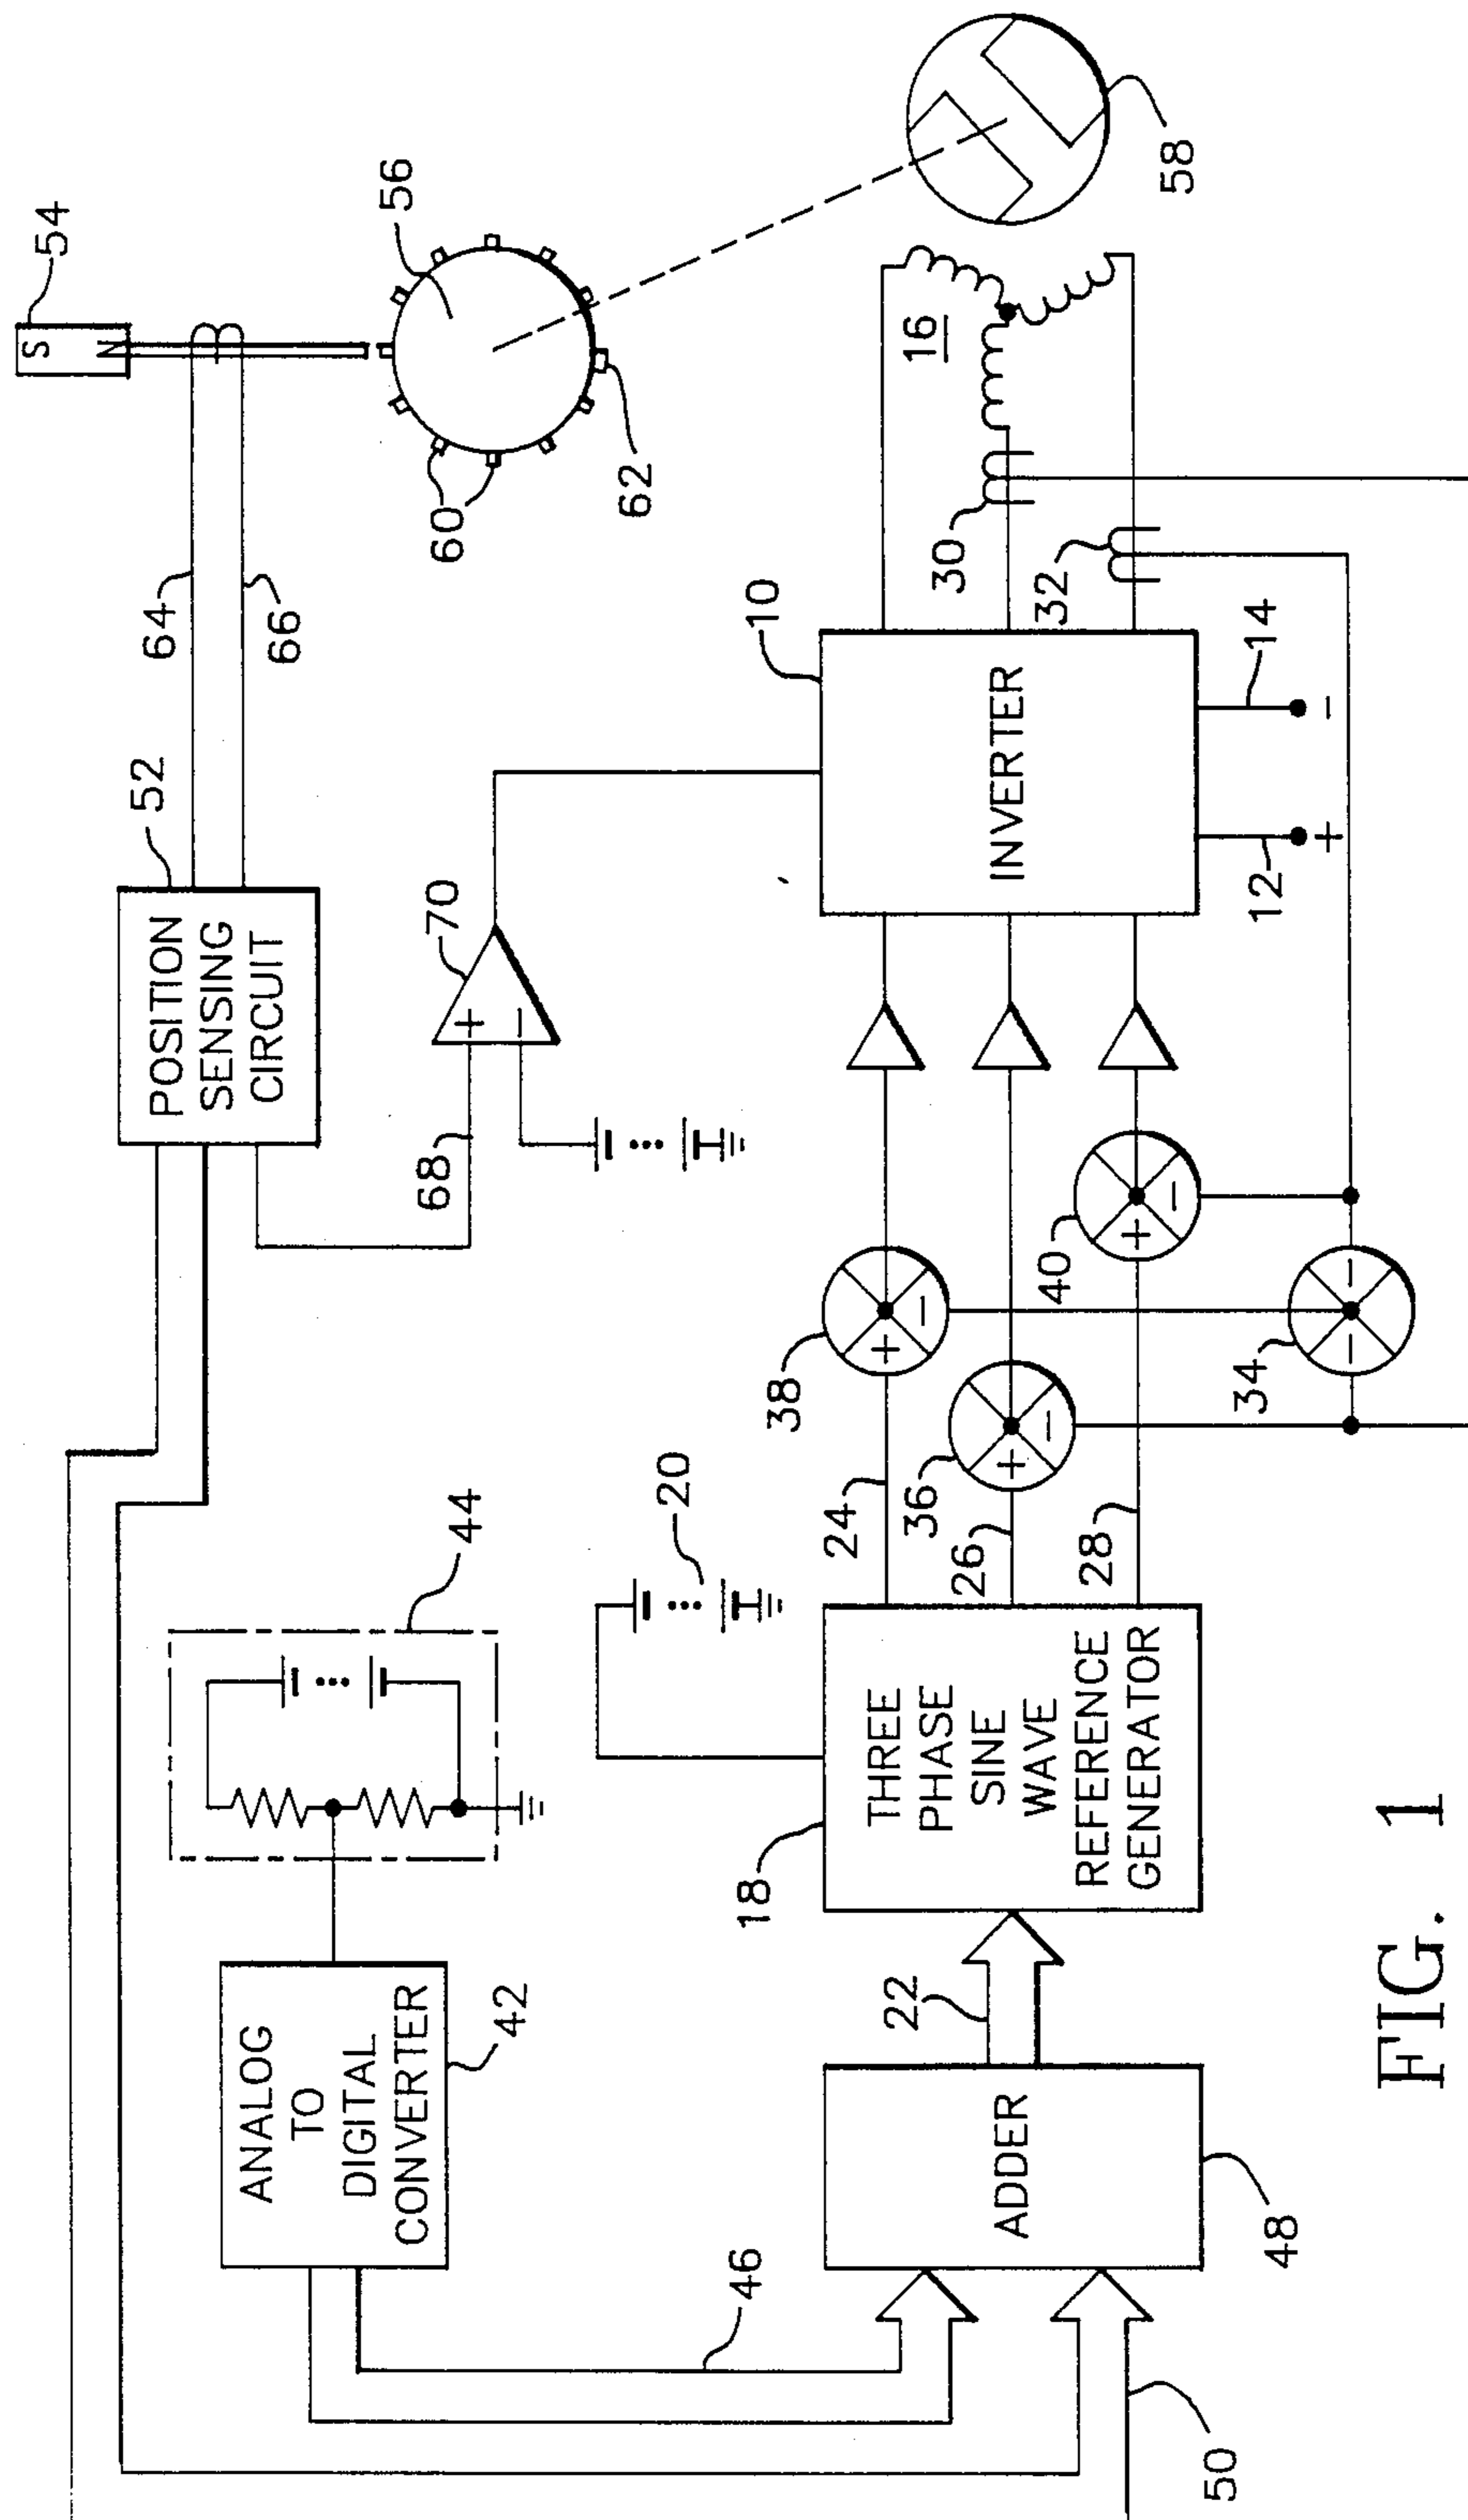 54
S N
56
58
64
66
60
62
16
30
32
52
POSITION
SENSING
CIRCUIT
70
+
−
68
10
INVERTER
12
14
+
−
38
+
−
36
+
−
40
+
−
34
−
−
24
26
28
20
44
18
THREE
PHASE
SINE
WAVE
REFERENCE
GENERATOR
42
ANALOG
TO
DIGITAL
CONVERTER
22
46
ADDER
48
50
FIG. 1